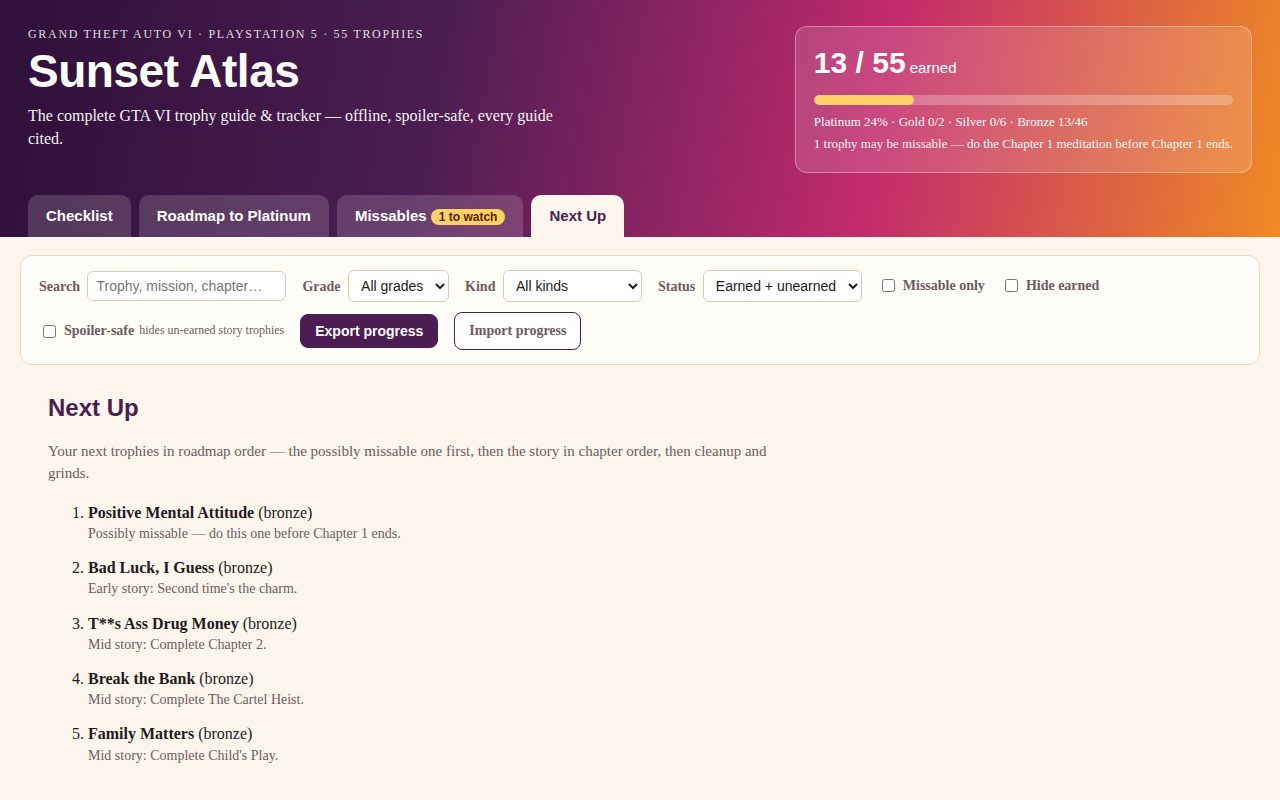 GRAND THEFT AUTO VI · PLAYSTATION 5 · 55 TROPHIES
Sunset Atlas
The complete GTA VI trophy guide & tracker — offline, spoiler-safe, every guide
cited.
13 / 55 earned
Platinum 24% · Gold 0/2 · Silver 0/6 · Bronze 13/46
1 trophy may be missable — do the Chapter 1 meditation before Chapter 1 ends.
Checklist
Roadmap to Platinum
Missables 1 to watch
Next Up
Search Trophy, mission, chapter… Grade All grades Kind All kinds Status Earned + unearned Missable only Hide earned
Spoiler-safe hides un-earned story trophies Export progress Import progress
Next Up
Your next trophies in roadmap order — the possibly missable one first, then the story in chapter order, then cleanup and
grinds.
1. Positive Mental Attitude (bronze)
Possibly missable — do this one before Chapter 1 ends.
2. Bad Luck, I Guess (bronze)
Early story: Second time's the charm.
3. T**s Ass Drug Money (bronze)
Mid story: Complete Chapter 2.
4. Break the Bank (bronze)
Mid story: Complete The Cartel Heist.
5. Family Matters (bronze)
Mid story: Complete Child's Play.